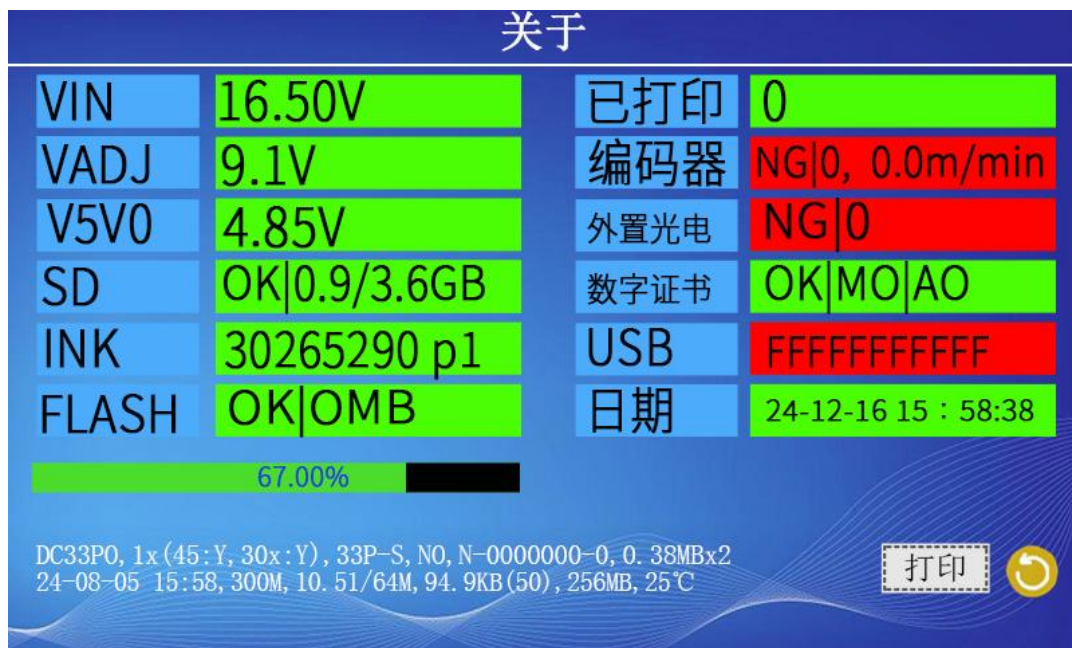 关于
VIN 16.50V 已打印 0
VADJ 9.1V 编码器 NG|0, 0.0m/min
V5V0 4.85V 外置光电 NG|0
SD OK|0.9/3.6GB 数字证书 OK|MO|AO
INK 30265290 p1 USB FFFFFFFFFFF
FLASH OK|OMB 日期 24-12-16 15：58:38
67.00%
DC33PO, 1x(45:Y, 30x:Y), 33P-S, NO, N-0000000-0, 0.38MBx2
24-08-05 15:58, 300M, 10.51/64M, 94.9KB(50), 256MB, 25℃
打印